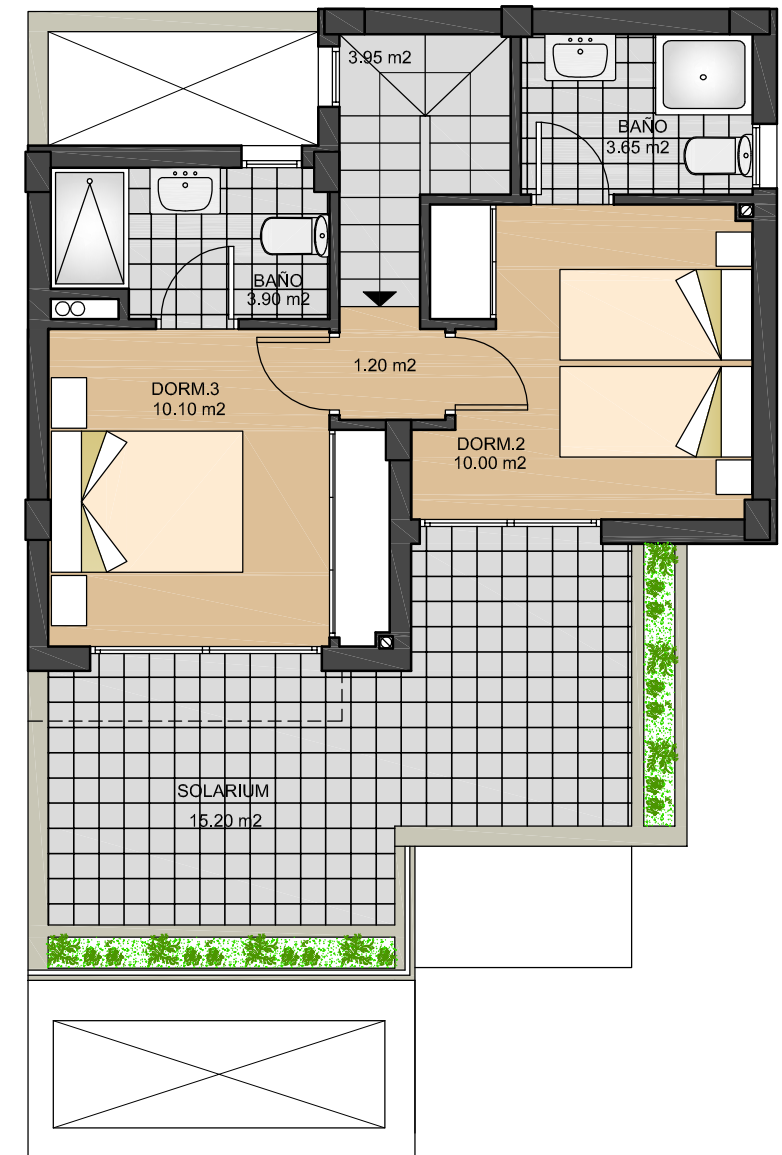 3.95 m2
BAÑO
3.65 m2
BAÑO
3.90 m2
1.20 m2
DORM.3
10.10 m2
DORM.2
10.00 m2
SOLARIUM
15.20 m2